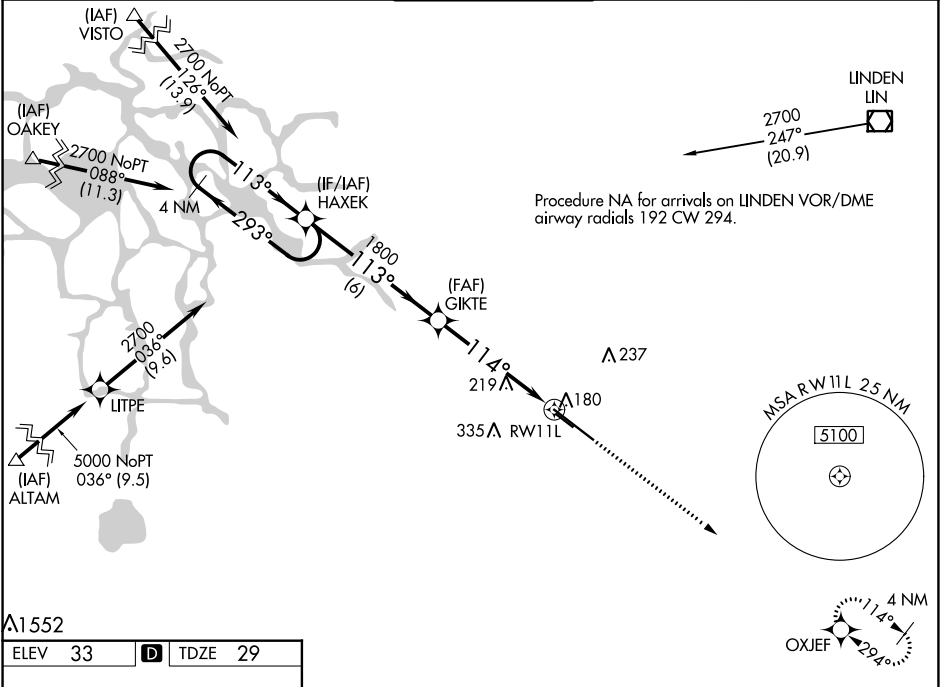 (IAF)
VISTO
2700 NoPT
126°
(13.9)
LINDEN
LIN
2700
247°
(20.9)
(IAF)
OAKEY
2700 NoPT
088°
(11.3)
4 NM
113°
293°
(IF/IAF)
HAXEK
Procedure NA for arrivals on LINDEN VOR/DME
airway radials 192 CW 294.
1800
113°
(6)
(FAF)
GIKTE
2700
036°
(9.6)
LITPE
114°
237
219
180
335
RW11L
MSA RW11L 25 NM
5100
5000 NoPT
036° (9.5)
(IAF)
ALTAM
1552
4 NM
114°
294°
OXJEF
ELEV 33 D TDZE 29